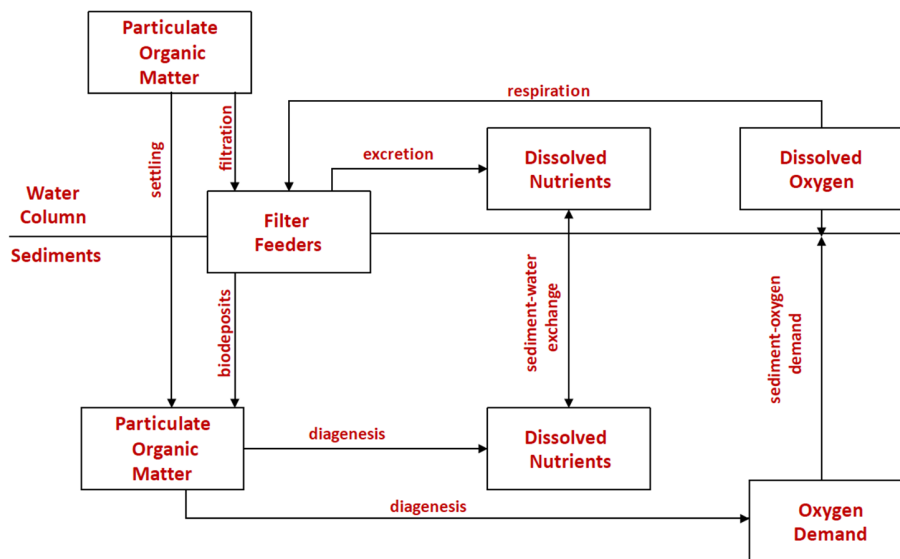 Particulate
Organic
Matter
respiration
settling
filtration
excretion
Dissolved
Nutrients
Dissolved
Oxygen
Water
Column
Filter
Feeders
Sediments
biodeposits
sediment-water
exchange
sediment-oxygen
demand
Particulate
Organic
Matter
diagenesis
Dissolved
Nutrients
diagenesis
Oxygen
Demand